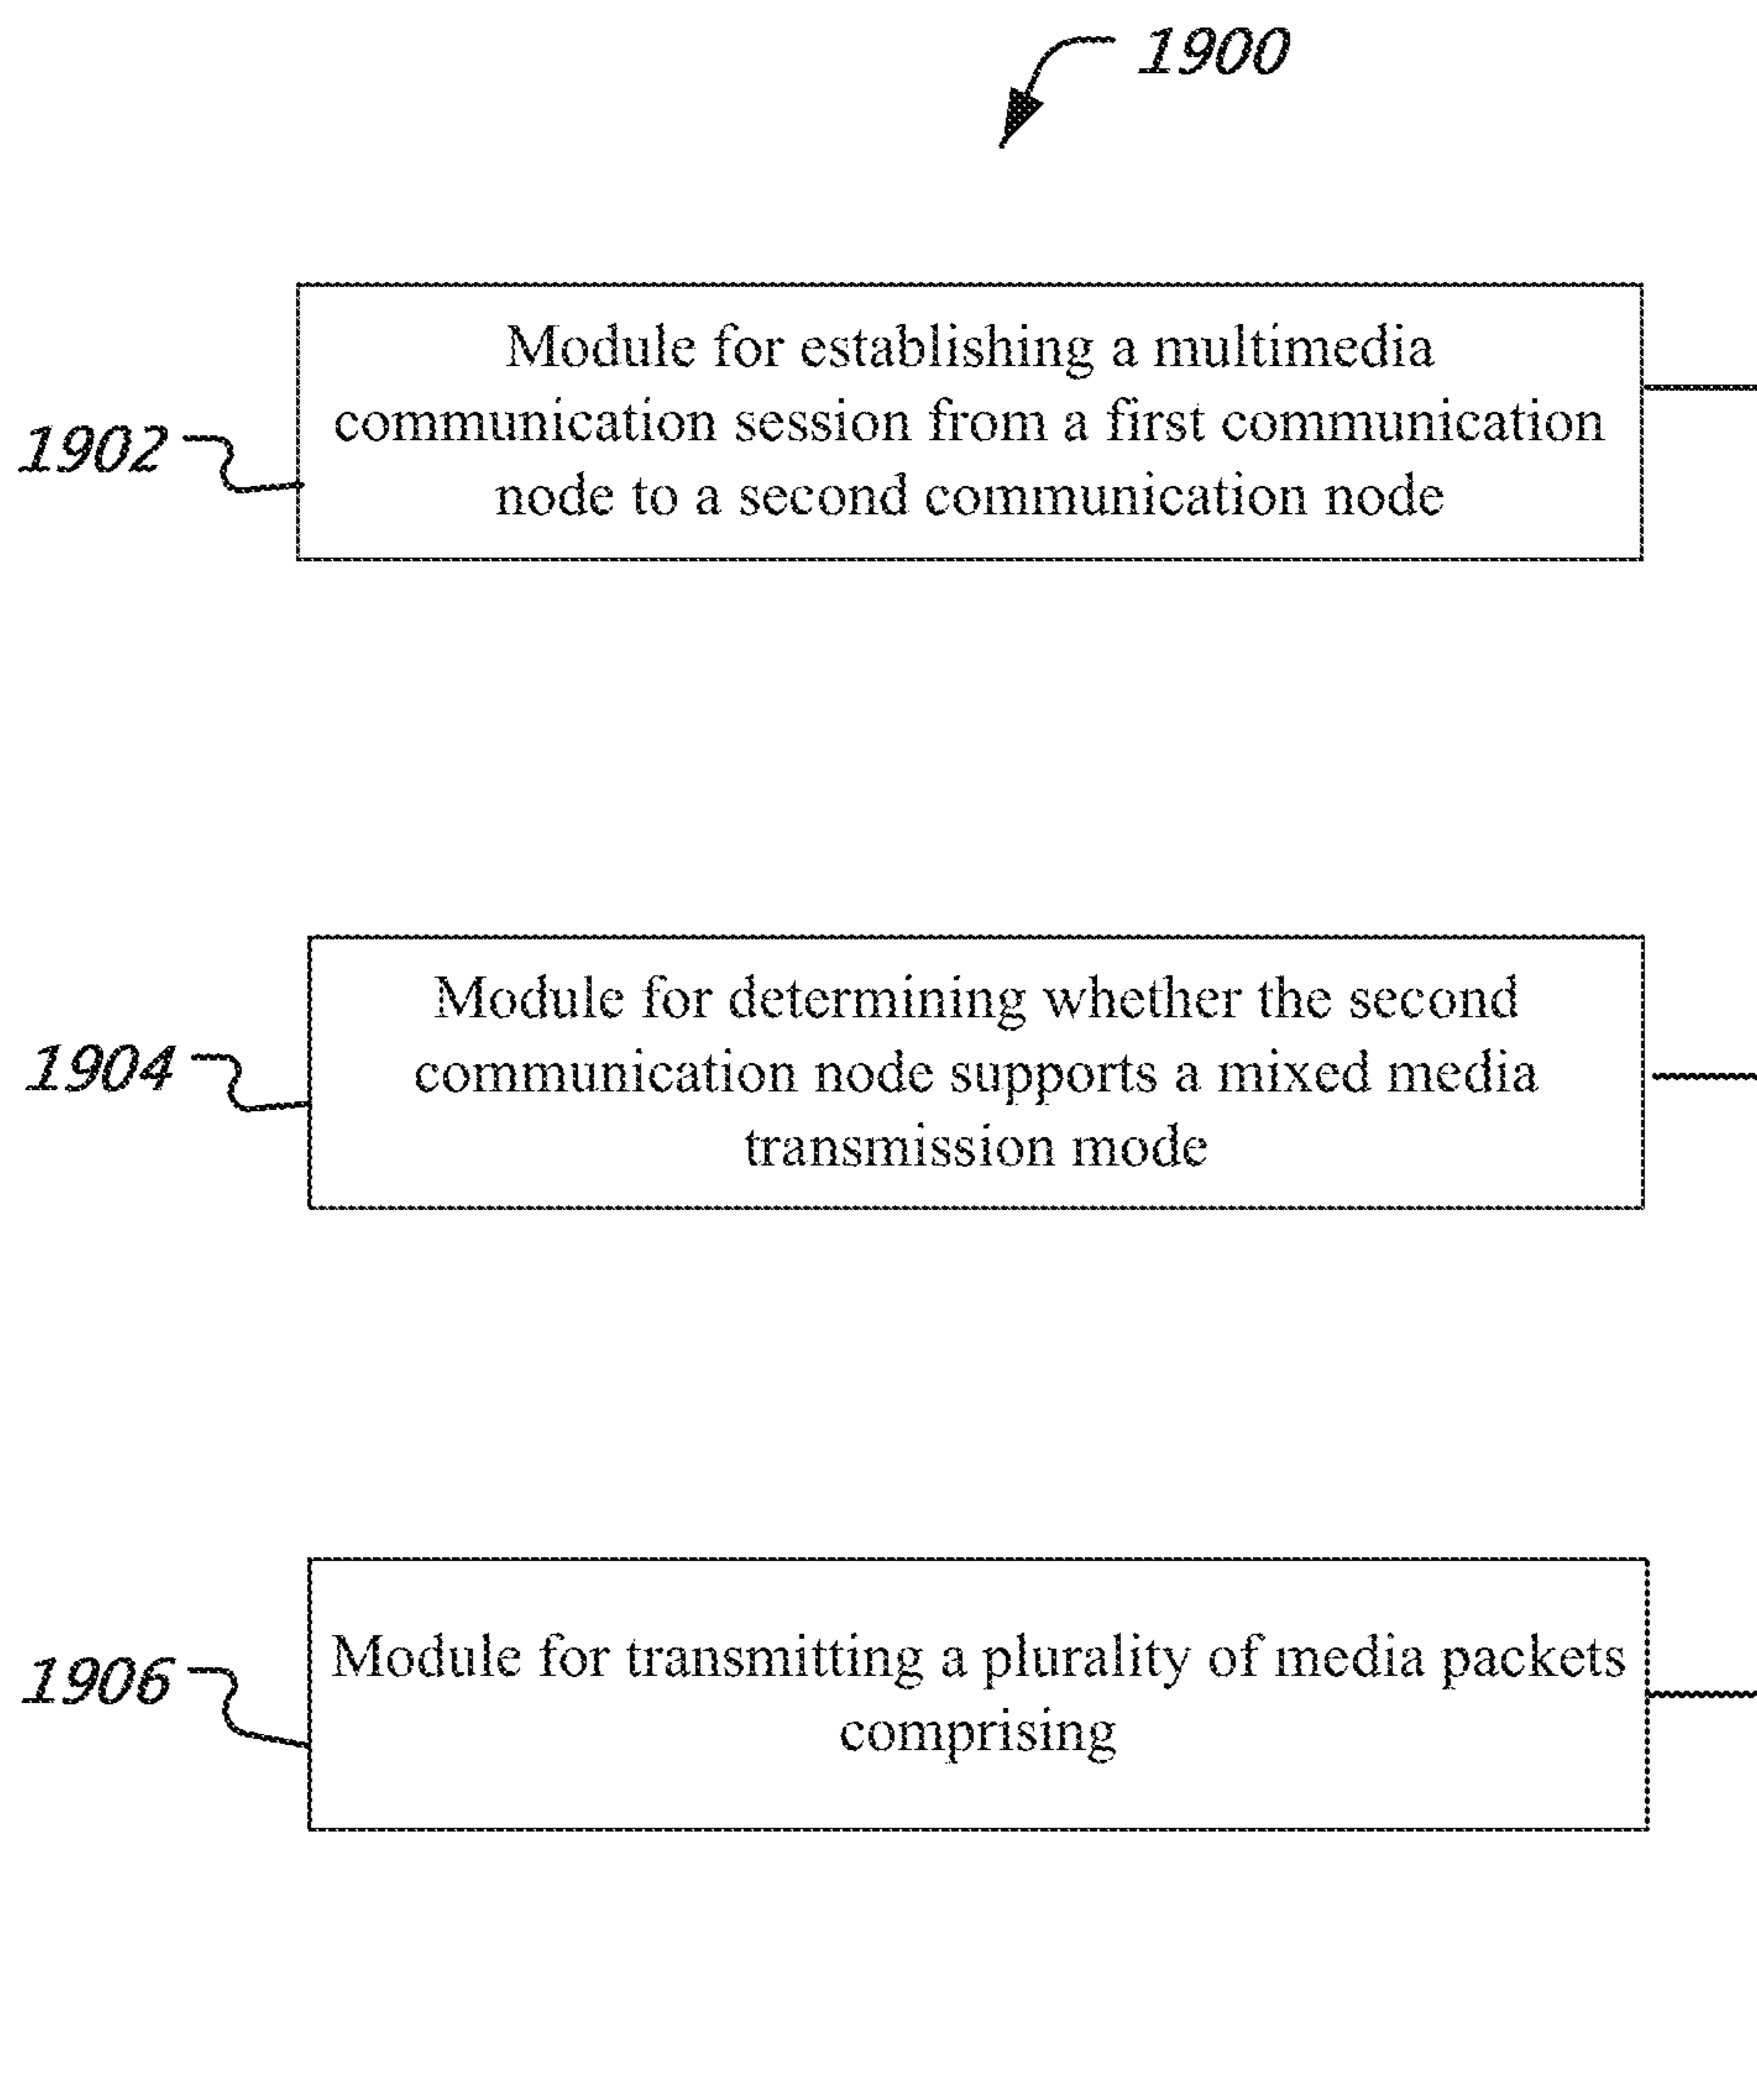 1900
Module for establishing a multimedia
communication session from a first communication
node to a second communication node
1902
Module for determining whether the second
communication node supports a mixed media
transmission mode
1904
Module for transmitting a plurality of media packets
comprising
1906